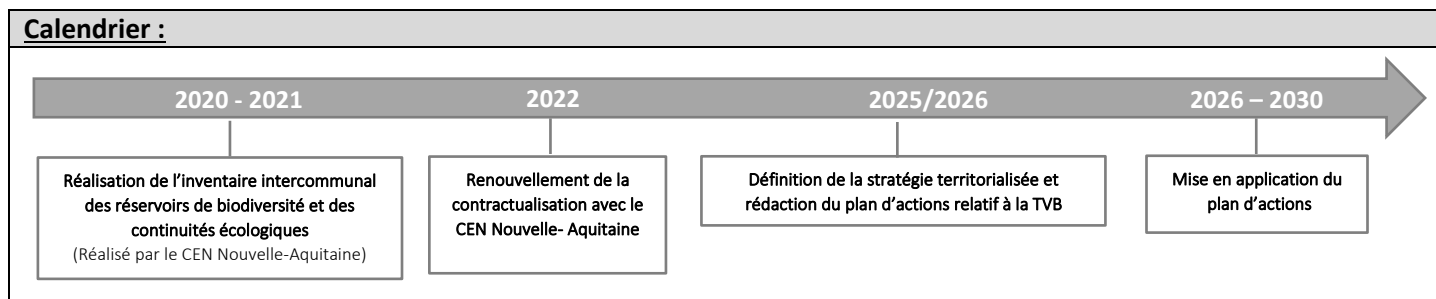 Calendrier :
2020 - 2021
2022
2025/2026
2026 – 2030
Réalisation de l’inventaire intercommunal
des réservoirs de biodiversité et des
continuités écologiques
(Réalisé par le CEN Nouvelle-Aquitaine)
Renouvellement de la
contractualisation avec le
CEN Nouvelle- Aquitaine
Définition de la stratégie territorialisée et
rédaction du plan d’actions relatif à la TVB
Mise en application du
plan d’actions